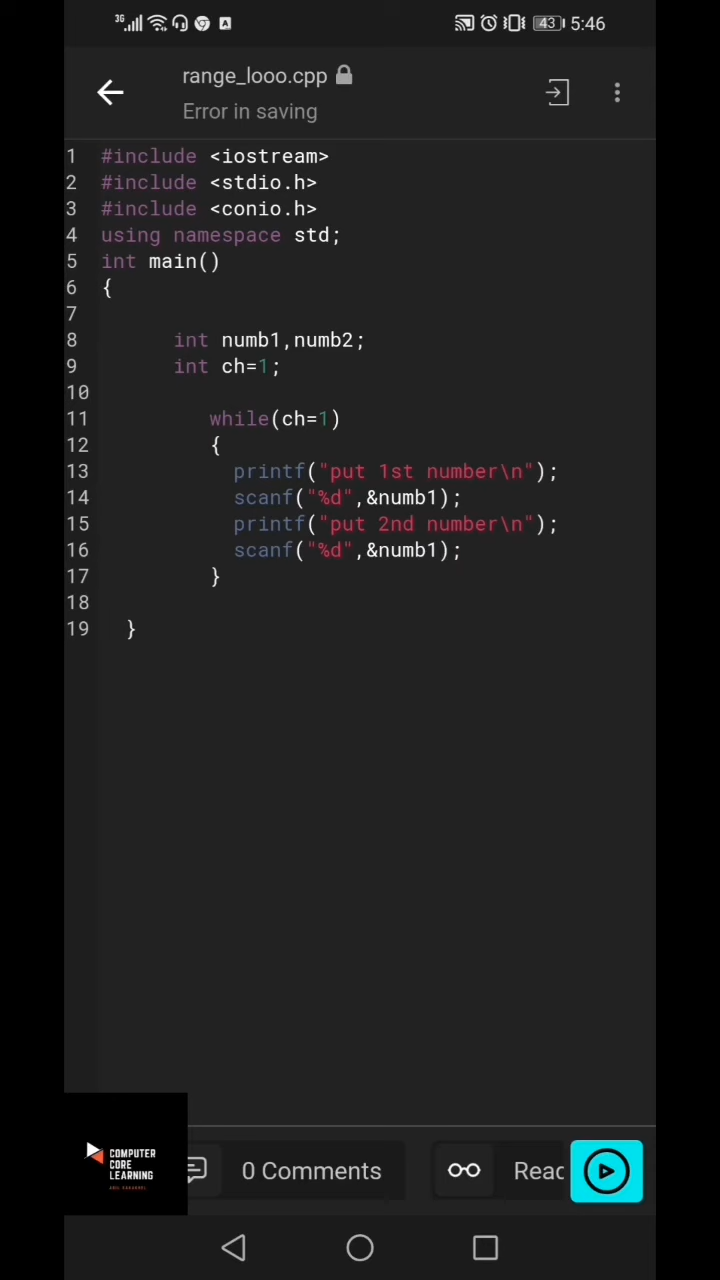 3G 43 5:46
range_looo.cpp
Error in saving
1 #include <iostream>
2 #include <stdio.h>
3 #include <conio.h>
4 using namespace std;
5 int main()
6 {
7
8 int numb1,numb2;
9 int ch=1;
10
11 while(ch=1)
12 {
13 printf("put 1st number\n");
14 scanf("%d",&numb1);
15 printf("put 2nd number\n");
16 scanf("%d",&numb1);
17 }
18
19 }
COMPUTER
CORE
LEARNING
0 Comments
Read